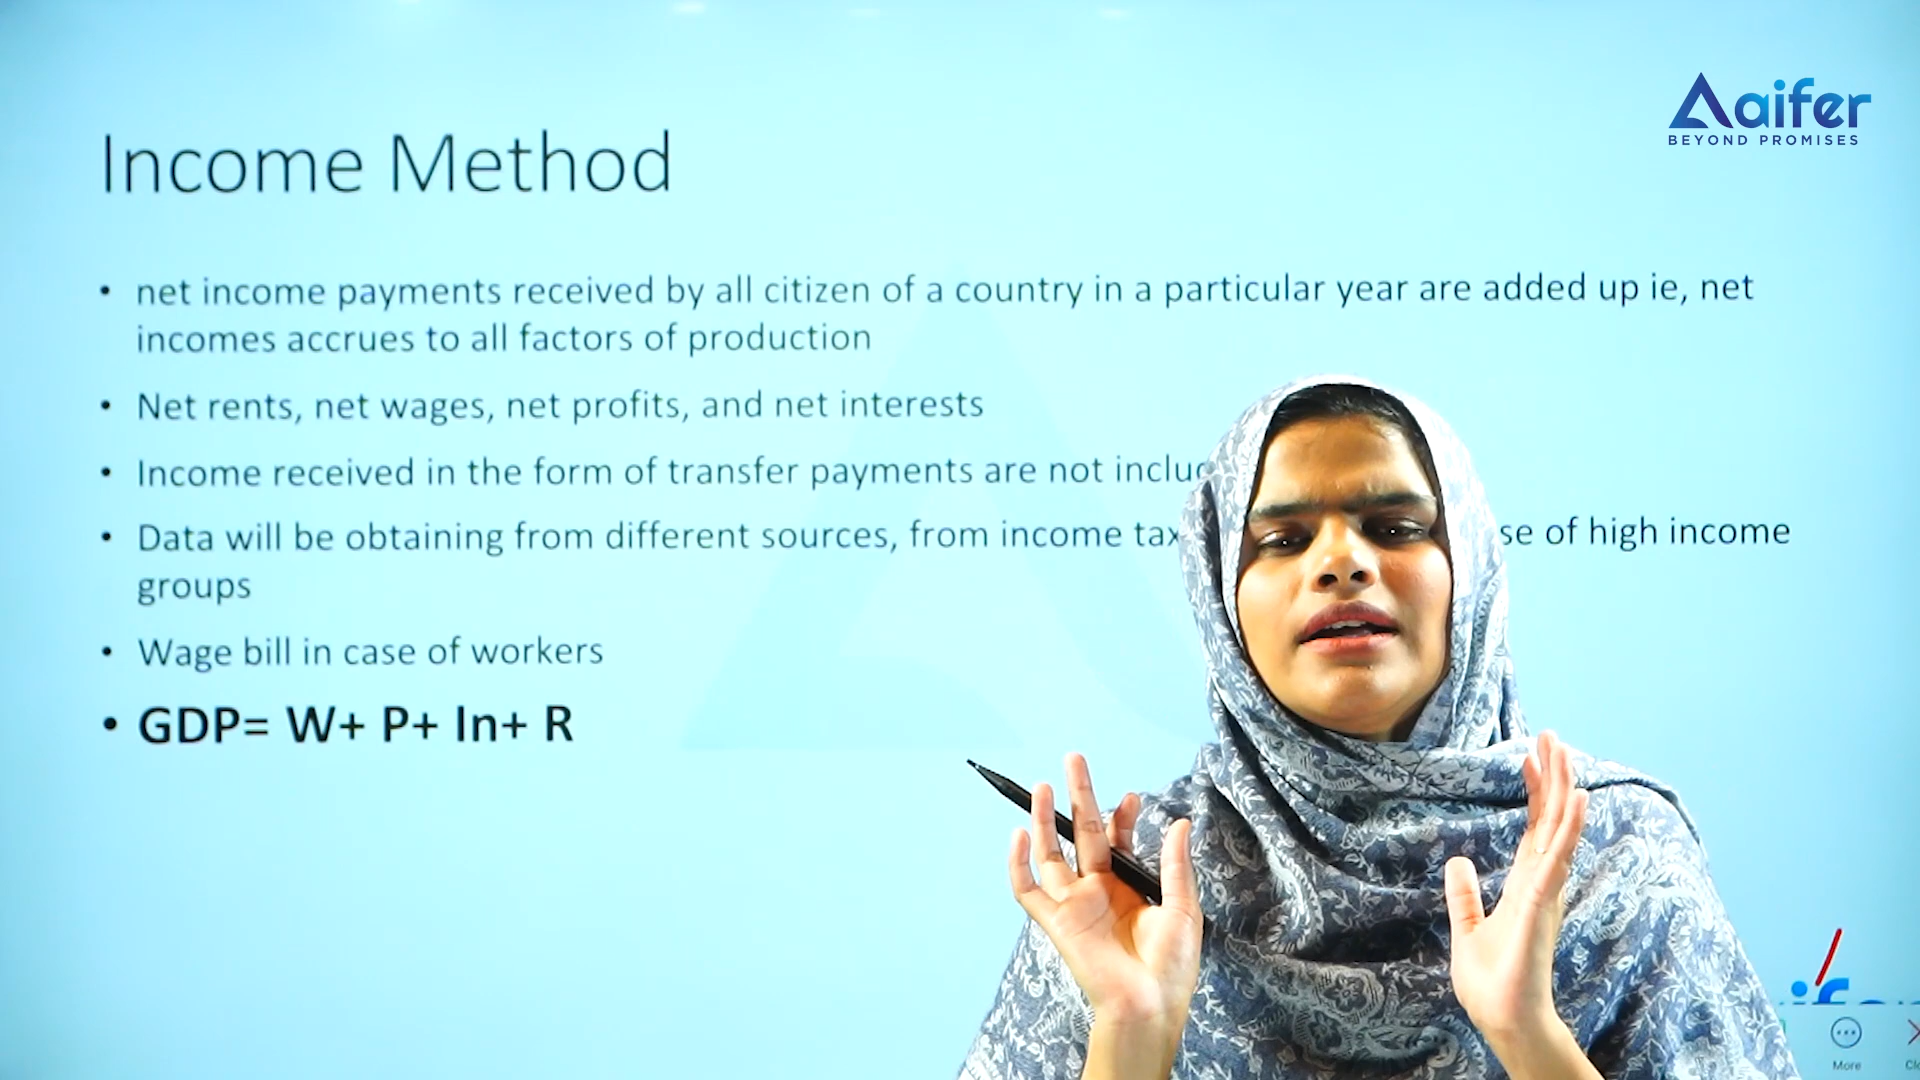 Aaifer
BEYOND PROMISES
Income Method
• net income payments received by all citizen of a country in a particular year are added up ie, net
incomes accrues to all factors of production
• Net rents, net wages, net profits, and net interests
• Income received in the form of transfer payments are not
• Data will be obtaining from different sources, from income tax of high income
groups
• Wage bill in case of workers
• GDP= W+ P+ In+ R
More